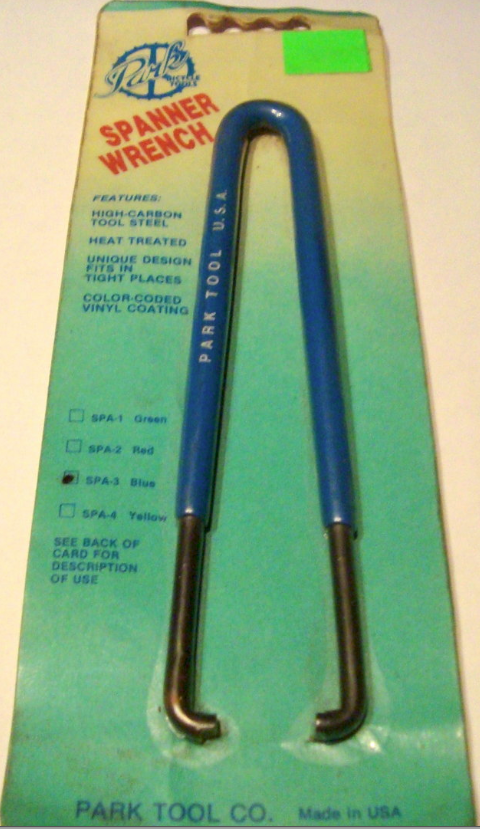 Park
BICYCLE
TOOLS
SPANNER
WRENCH
FEATURES:
HIGH-CARBON
TOOL STEEL
HEAT TREATED
UNIQUE DESIGN
FITS IN
TIGHT PLACES
COLOR-CODED
VINYL COATING
PARK TOOL U.S.A.
SPA-1 Green
SPA-2 Red
SPA-3 Blue
SPA-4 Yellow
SEE BACK OF
CARD FOR
DESCRIPTION
OF USE
PARK TOOL CO. Made in USA